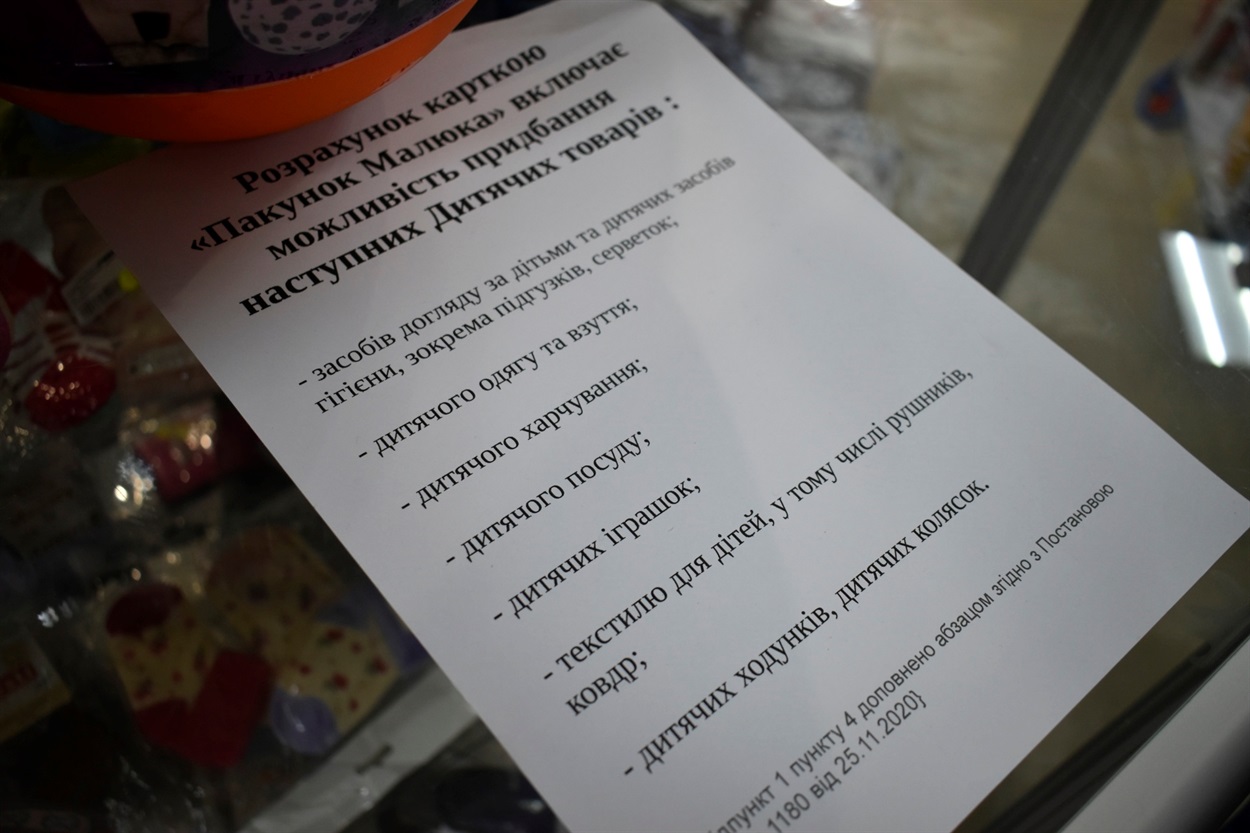 Розрахунок карткою
«Пакунок Малюка» включає
можливість придбання
наступних Дитячих товарів :
- засобів догляду за дітьми та дитячих засобів
гігієни, зокрема підгузків, серветок;
- дитячого одягу та взуття;
- дитячого харчування;
- дитячого посуду;
- дитячих іграшок;
- текстилю для дітей, у тому числі рушників,
ковдр;
- дитячих ходунків, дитячих колясок.
1 пункту 4 доповнено абзацом згідно з Постановою
1180 від 25.11.2020}